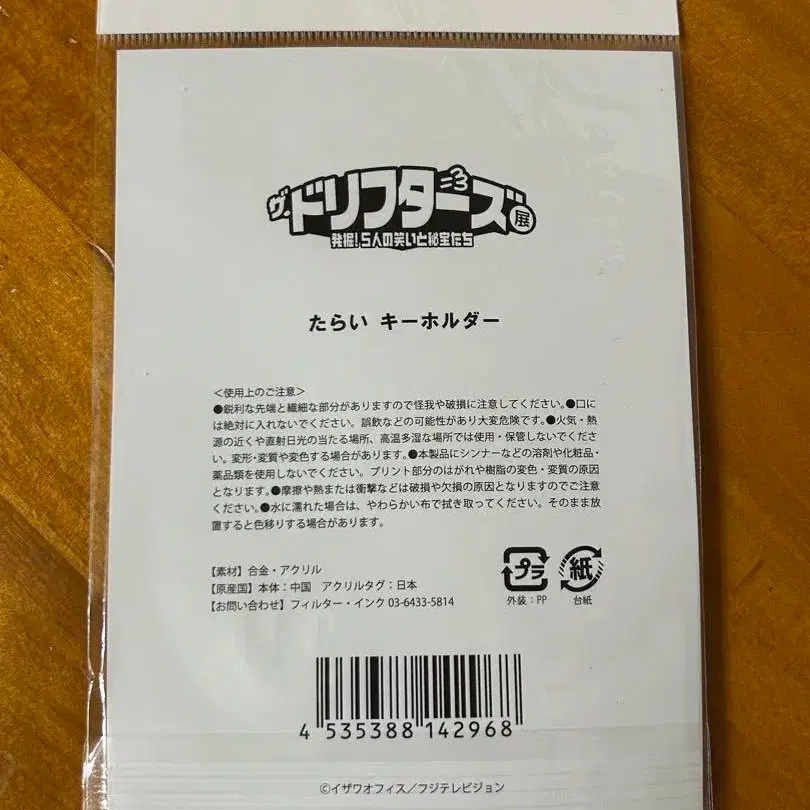 ザ・ドリフターズ展
発掘!5人の笑いと秘宝たち
たらい キーホルダー
<使用上のご注意>
●鋭利な先端と繊細な部分がありますので怪我や破損に注意してください。●口に
は絶対に入れないでください。誤飲などの可能性があり大変危険です。●火気・熱
源の近くや直射日光の当たる場所、高温多湿な場所では使用・保管しないでくださ
い。変形・変質や変色する場合があります。●本製品にシンナーなどの溶剤や化粧品・
薬品類を使用しないでください。プリント部分のはがれや樹脂の変色・変質の原因
となります。●摩擦や熱または衝撃などは破損や欠損の原因となりますのでご注意
ください。●水に濡れた場合は、やわらかい布で拭き取ってください。そのまま放
置すると色移りする場合があります。
【素材】合金・アクリル
【原産国】本体:中国 アクリルタグ:日本
【お問い合わせ】フィルター・インク 03-6433-5814
プラ 紙
外装:PP 台紙
4 535388 142968
©イザワオフィス/フジテレビジョン